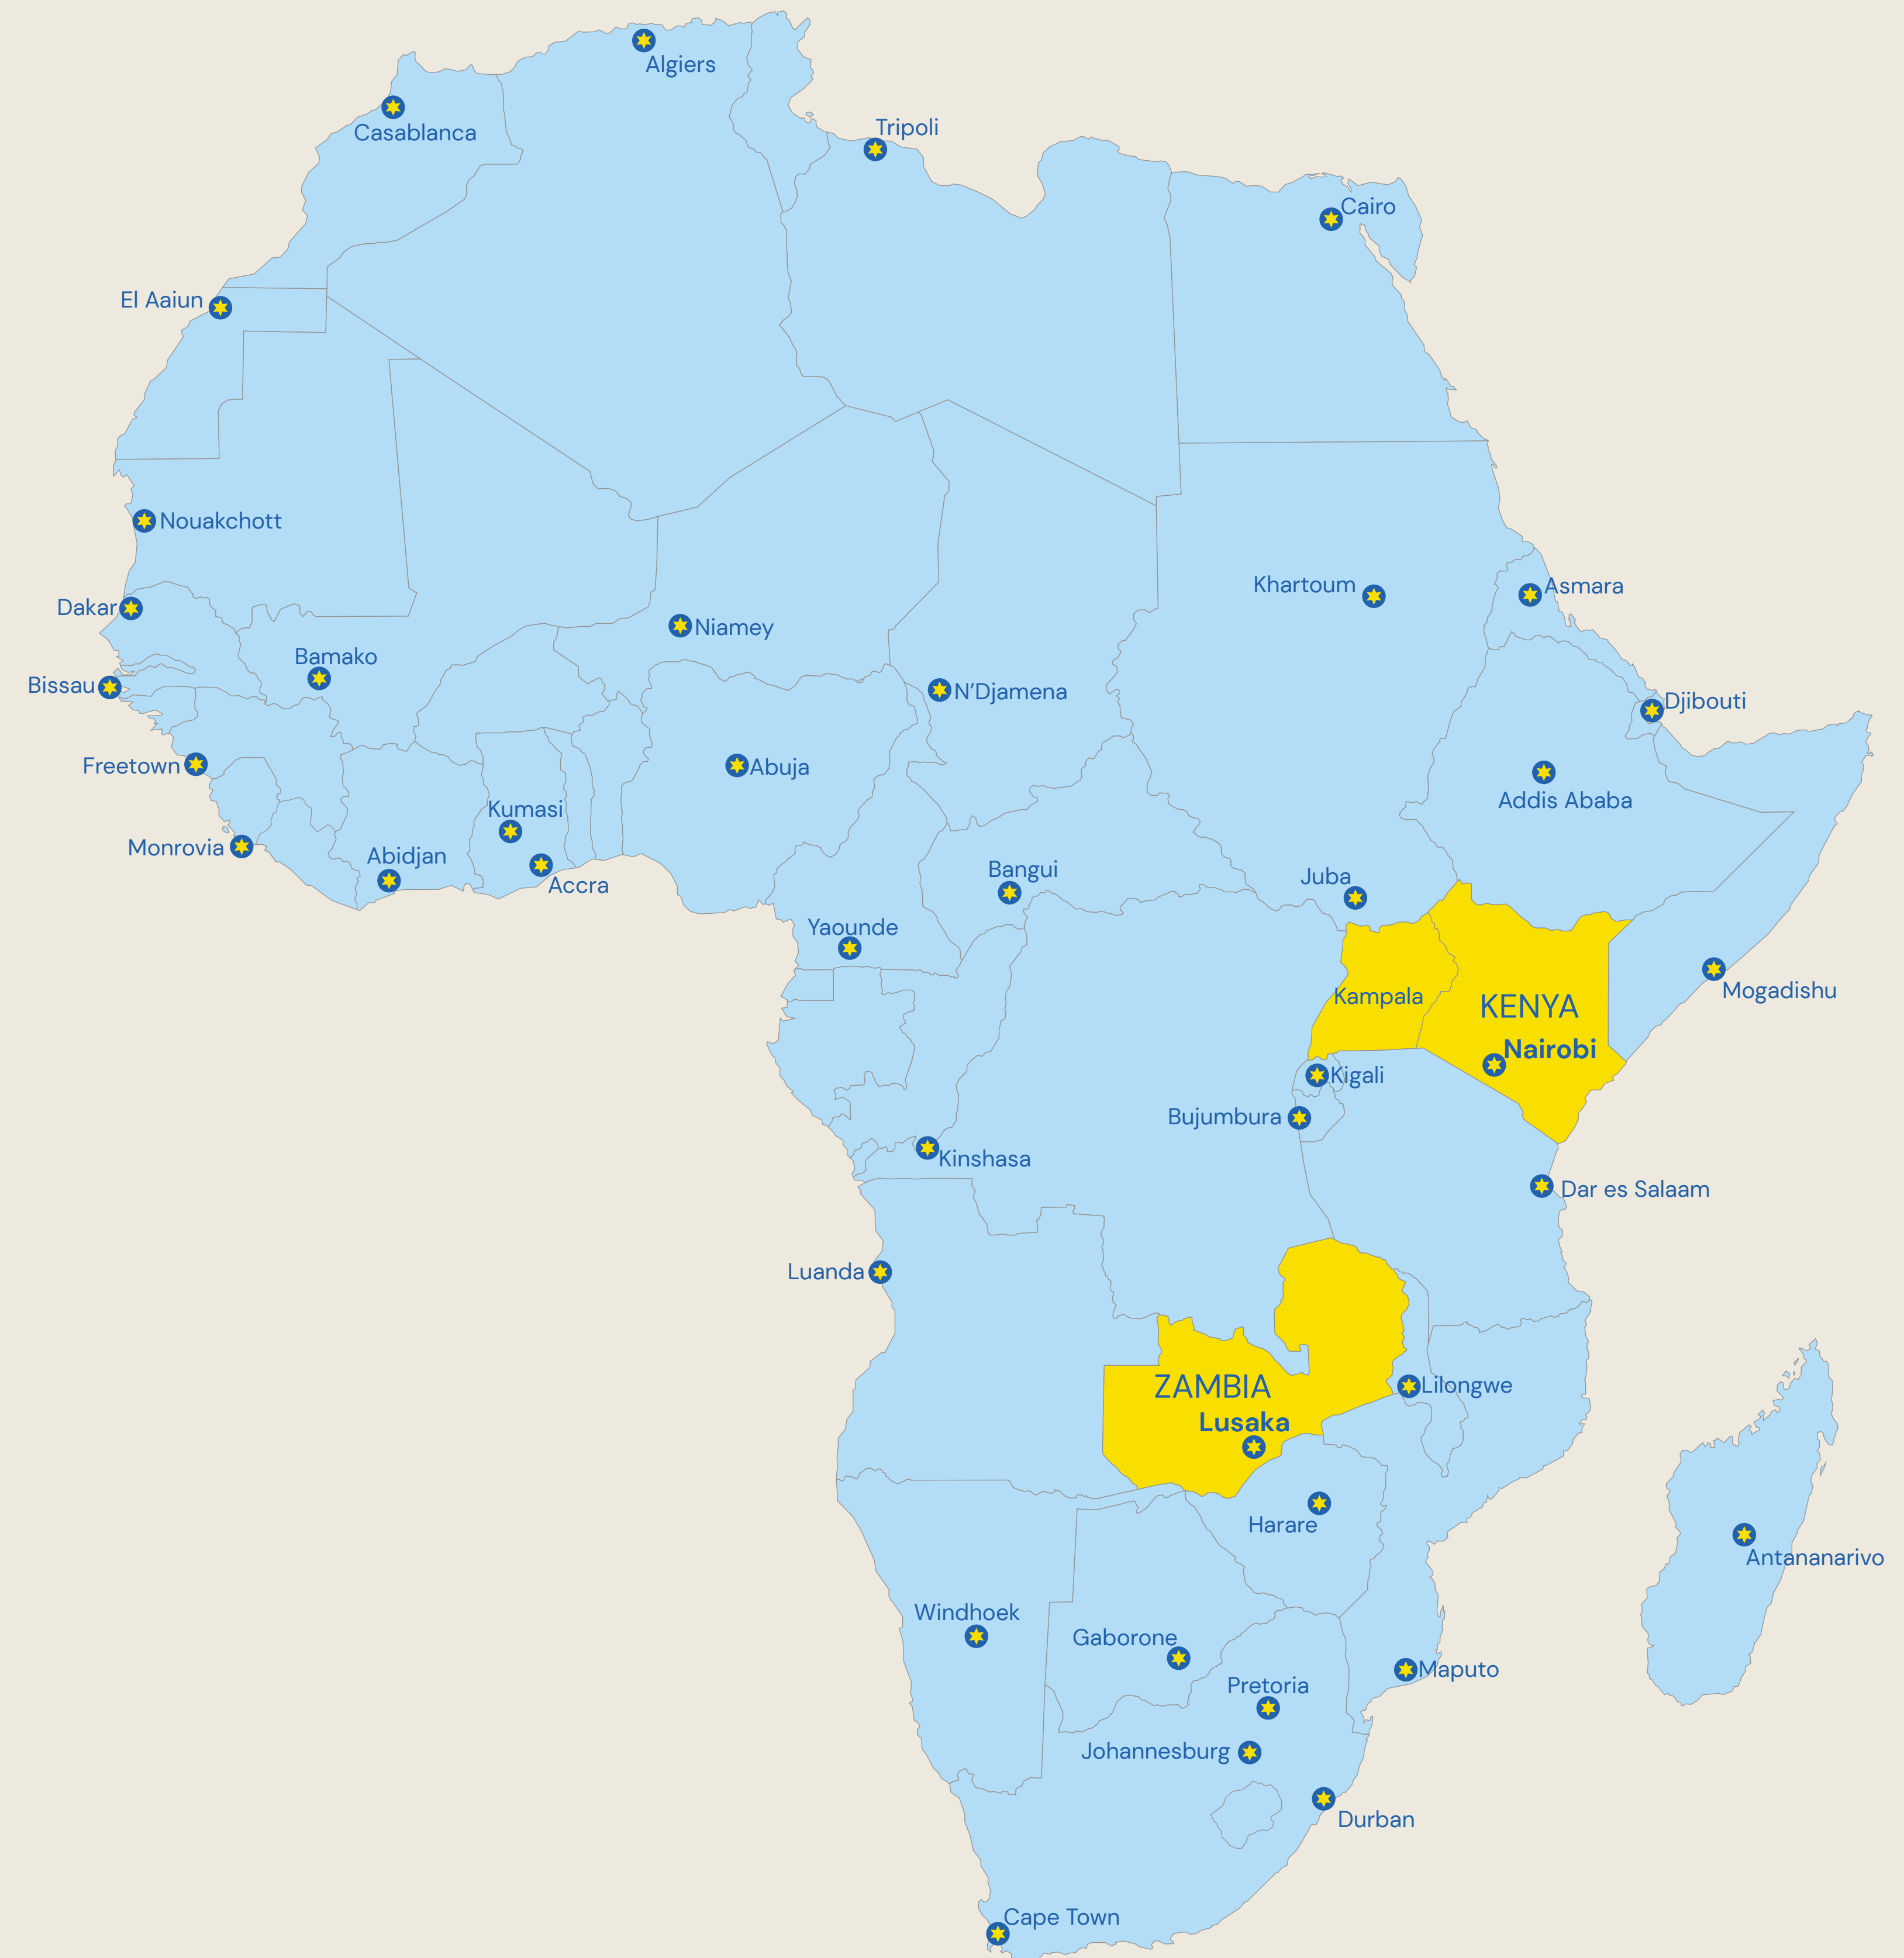 Algiers
Casablanca
Tripoli
Cairo
El Aaiun
Nouakchott
Khartoum
Asmara
Dakar
Niamey
Bamako
Bissau
N’Djamena
Djibouti
Freetown
Abuja
Addis Ababa
Kumasi
Monrovia
Abidjan
Accra
Bangui
Juba
Yaounde
Mogadishu
Kampala
KENYA
Nairobi
Kigali
Bujumbura
Kinshasa
Dar es Salaam
Luanda
ZAMBIA
Lilongwe
Lusaka
Harare
Antananarivo
Windhoek
Gaborone
Maputo
Pretoria
Johannesburg
Durban
Cape Town